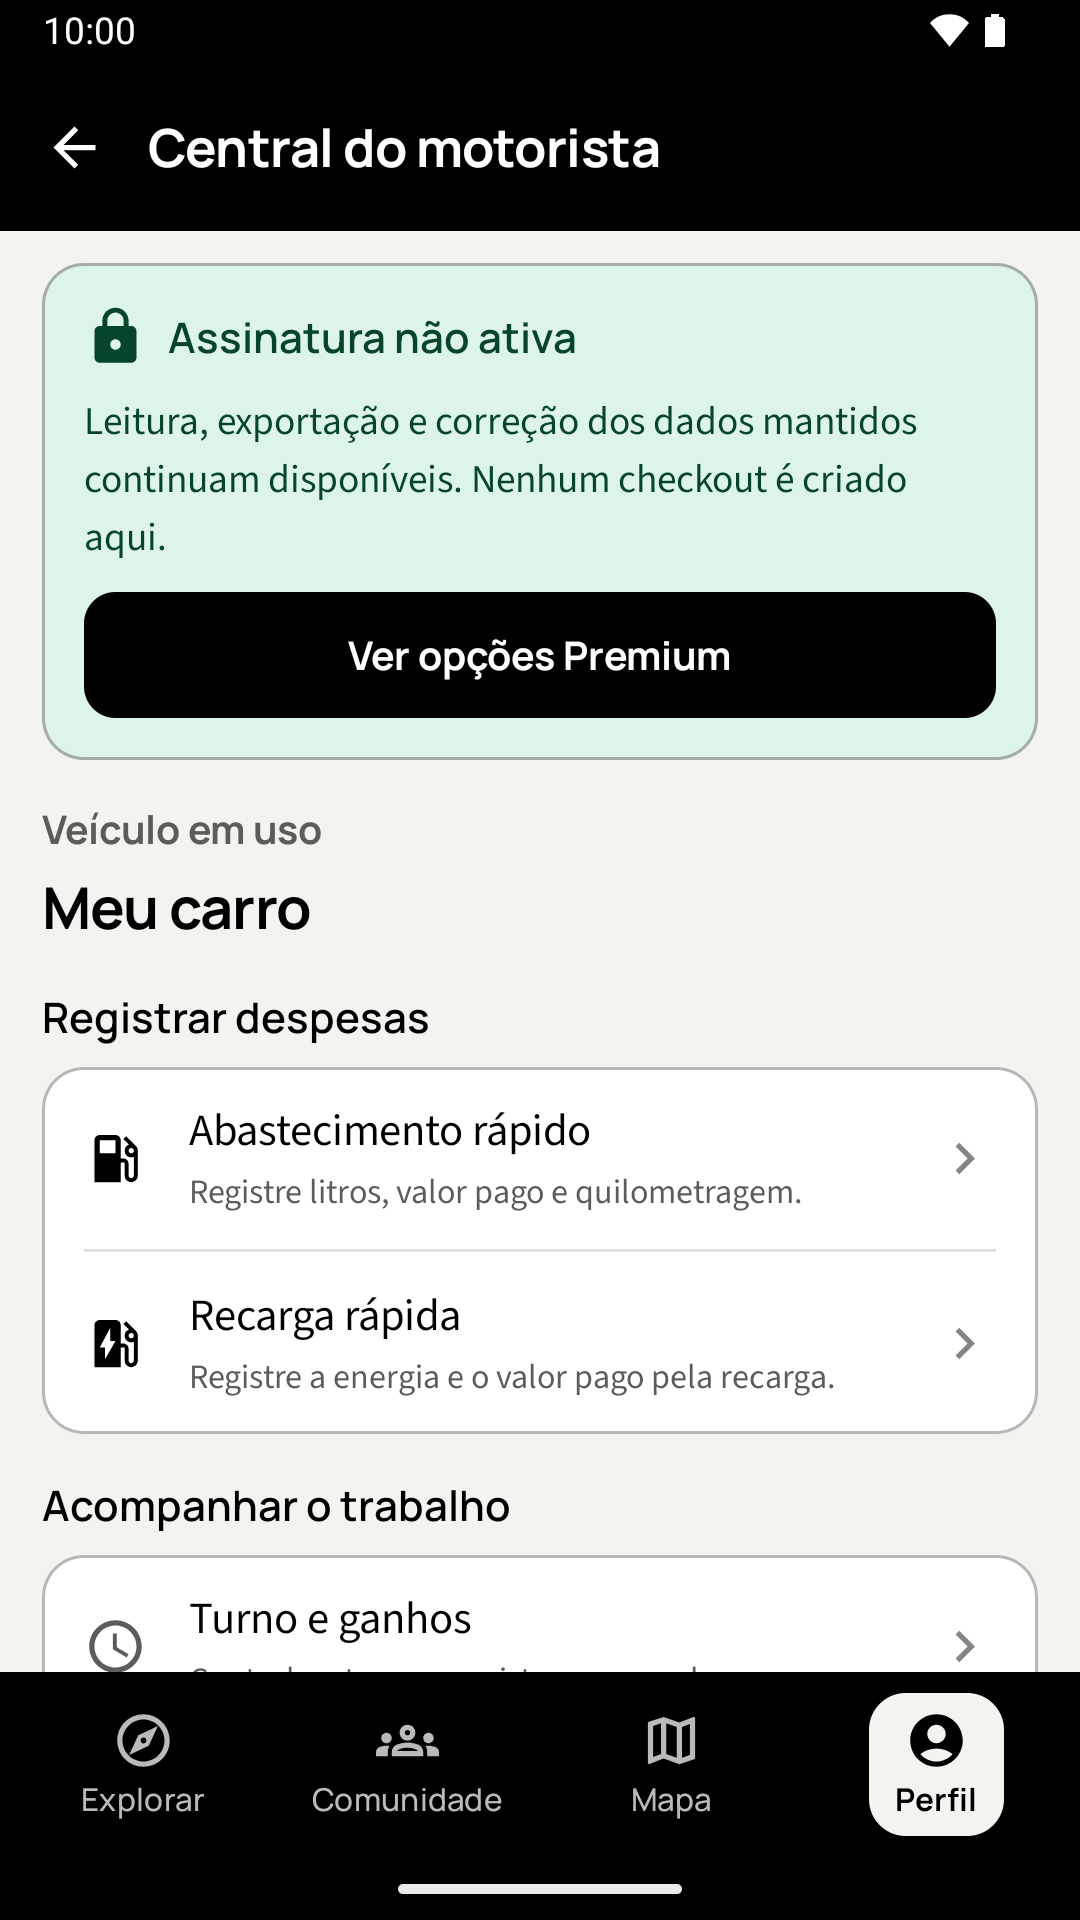 10:00
Central do motorista
Assinatura não ativa
Leitura, exportação e correção dos dados mantidos
continuam disponíveis. Nenhum checkout é criado
aqui.
Ver opções Premium
Veículo em uso
Meu carro
Registrar despesas
Abastecimento rápido
Registre litros, valor pago e quilometragem.
Recarga rápida
Registre a energia e o valor pago pela recarga.
Acompanhar o trabalho
Turno e ganhos
Explorar
Comunidade
Mapa
Perfil